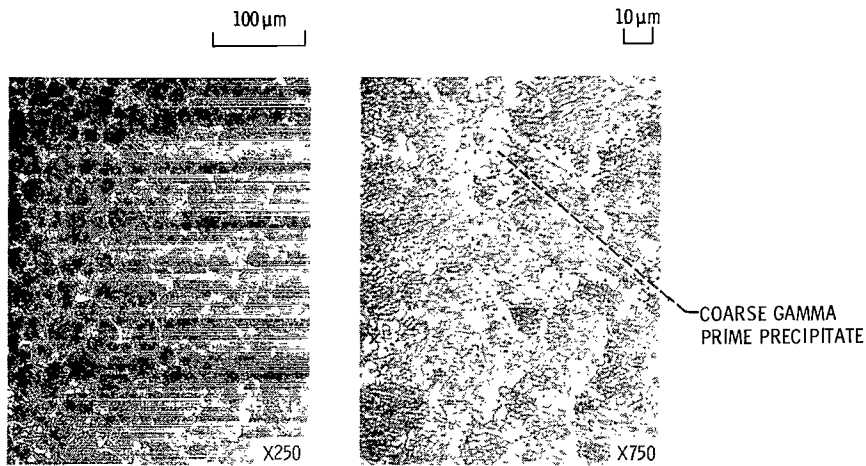 100 μm
10 μm
COARSE GAMMA
PRIME PRECIPITATE
X250
X750